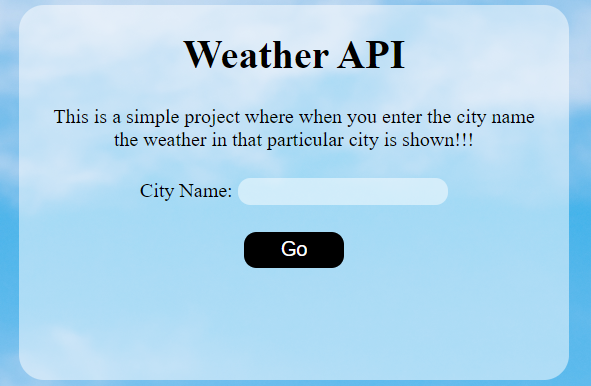 Weather API
This is a simple project where when you enter the city name
the weather in that particular city is shown!!!
City Name:
Go